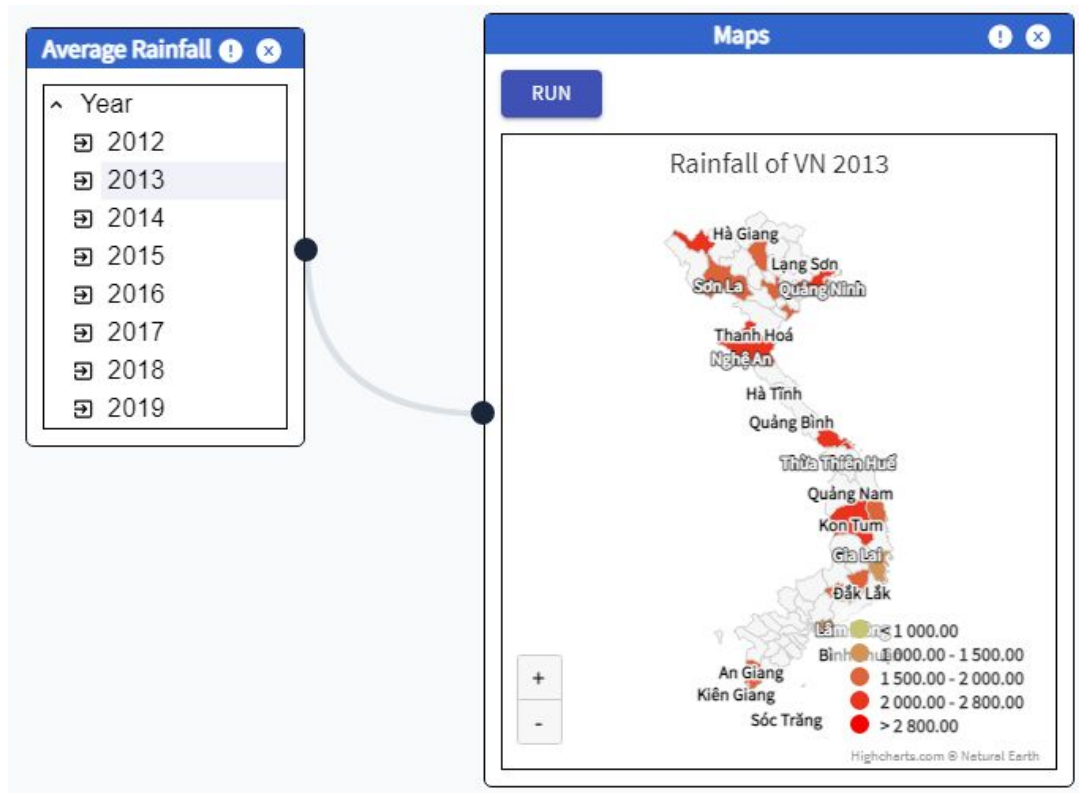 Average Rainfall
Year
2012
2013
2014
2015
2016
2017
2018
2019
Maps
RUN
Rainfall of VN 2013
Hà Giang
Lạng Sơn
Sơn La
Quảng Ninh
Thanh Hoá
Nghệ An
Hà Tĩnh
Quảng Bình
Thừa Thiên Huế
Quảng Nam
Kon Tum
Gia Lai
Đắk Lắk
< 1 000.00
1 000.00 - 1 500.00
1 500.00 - 2 000.00
2 000.00 - 2 800.00
> 2 800.00
An Giang
Kiên Giang
Sóc Trăng
+
-
Highcharts.com © Natural Earth